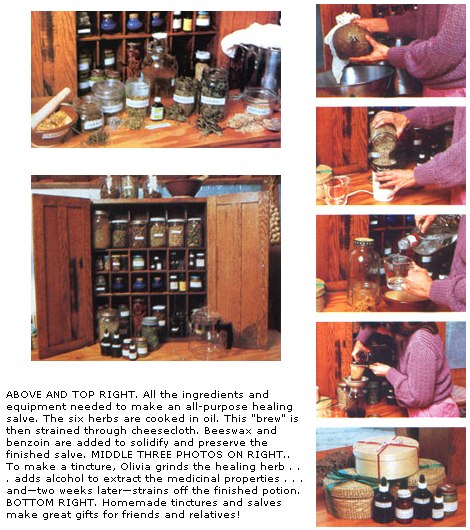 ABOVE AND TOP RIGHT. All the ingredients and
equipment needed to make an all-purpose healing
salve. The six herbs are cooked in oil. This "brew" is
then strained through cheesecloth. Beeswax and
benzoin are added to solidify and preserve the
finished salve. MIDDLE THREE PHOTOS ON RIGHT..
To make a tincture, Olivia grinds the healing herb . .
. adds alcohol to extract the medicinal properties . . .
and—two weeks later—strains off the finished potion.
BOTTOM RIGHT. Homemade tinctures and salves
make great gifts for friends and relatives!